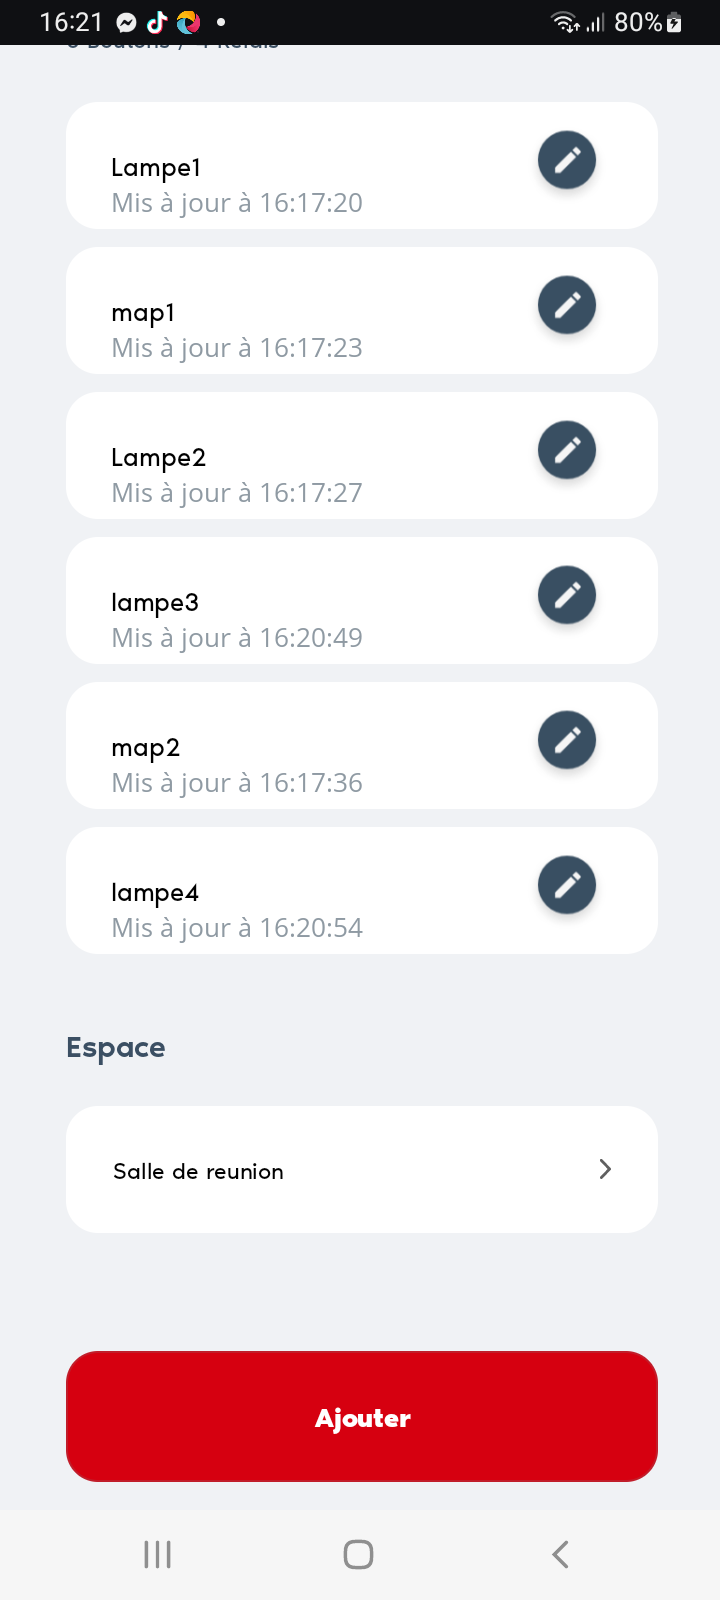 16:21
80%
Lampe1
Mis à jour à 16:17:20
map1
Mis à jour à 16:17:23
Lampe2
Mis à jour à 16:17:27
lampe3
Mis à jour à 16:20:49
map2
Mis à jour à 16:17:36
lampe4
Mis à jour à 16:20:54
Espace
Salle de reunion
Ajouter